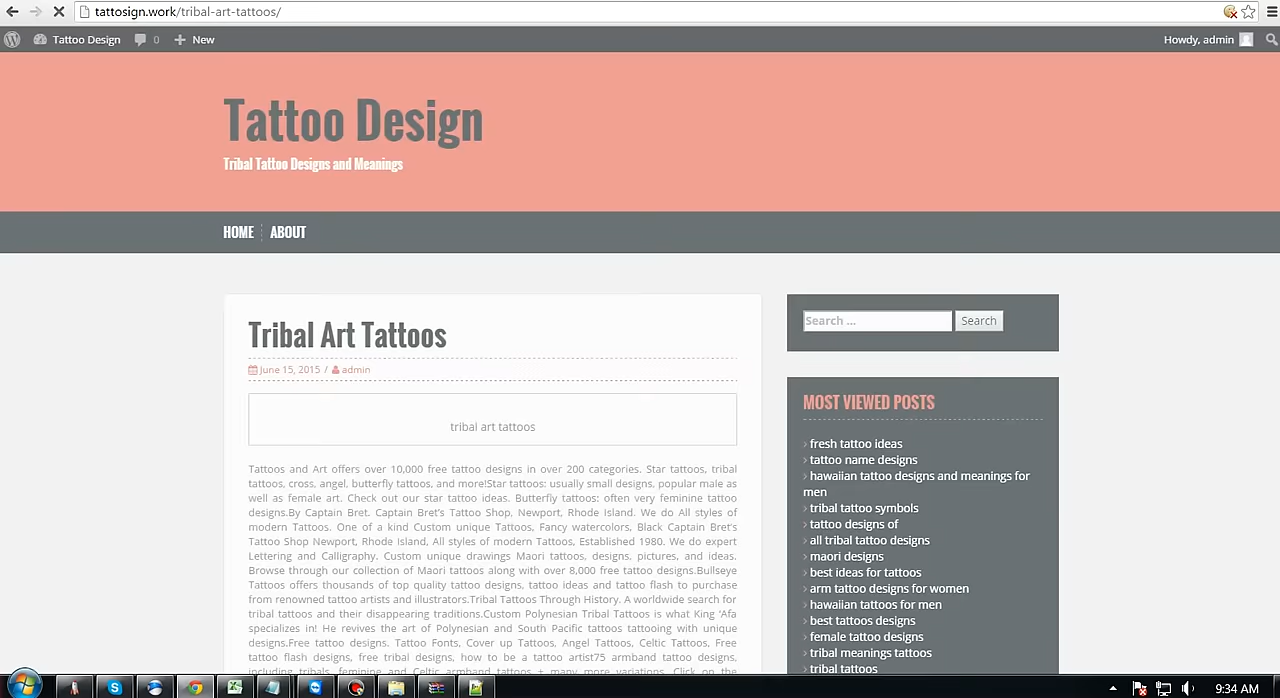 tattosign.work/tribal-art-tattoos/
Tattoo Design 0 New Howdy, admin
Tattoo Design
Tribal Tattoo Designs and Meanings
HOME ABOUT
Tribal Art Tattoos
June 15, 2015 / admin
tribal art tattoos
Tattoos and Art offers over 10,000 free tattoo designs in over 200 categories. Star tattoos, tribal
tattoos, cross, angel, butterfly tattoos, and more!Star tattoos: usually small designs, popular male as
well as female art. Check out our star tattoo ideas. Butterfly tattoos: often very feminine tattoo
designs.By Captain Bret. Captain Bret's Tattoo Shop, Newport, Rhode Island. We do All styles of
modern Tattoos. One of a kind Custom unique Tattoos, Fancy watercolors, Black Captain Bret's
Tattoo Shop Newport, Rhode Island, All styles of modern Tattoos, Established 1980. We do expert
Lettering and Calligraphy. Custom unique drawings Maori tattoos, designs, pictures, and ideas.
Browse through our collection of Maori tattoos along with over 8,000 free tattoo designs.Bullseye
Tattoos offers thousands of top quality tattoo designs, tattoo ideas and tattoo flash to purchase
from renowned tattoo artists and illustrators.Tribal Tattoos Through History. A worldwide search for
tribal tattoos and their disappearing traditions.Custom Polynesian Tribal Tattoos is what King ‘Afa
specializes in! He revives the art of Polynesian and South Pacific tattoos tattooing with unique
designs.Free tattoo designs. Tattoo Fonts, Cover up Tattoos, Angel Tattoos, Celtic Tattoos, Free
tattoo flash designs, free tribal designs, how to be a tattoo artist75 armband tattoo designs,
including tribals, feminine and Celtic armband tattoos + many more variations. Click on the
Search ... Search
MOST VIEWED POSTS
› fresh tattoo ideas
› tattoo name designs
› hawaiian tattoo designs and meanings for
men
› tribal tattoo symbols
› tattoo designs of
› all tribal tattoo designs
› maori designs
› best ideas for tattoos
› arm tattoo designs for women
› hawaiian tattoos for men
› best tattoos designs
› female tattoo designs
› tribal meanings tattoos
› tribal tattoos
9:34 AM